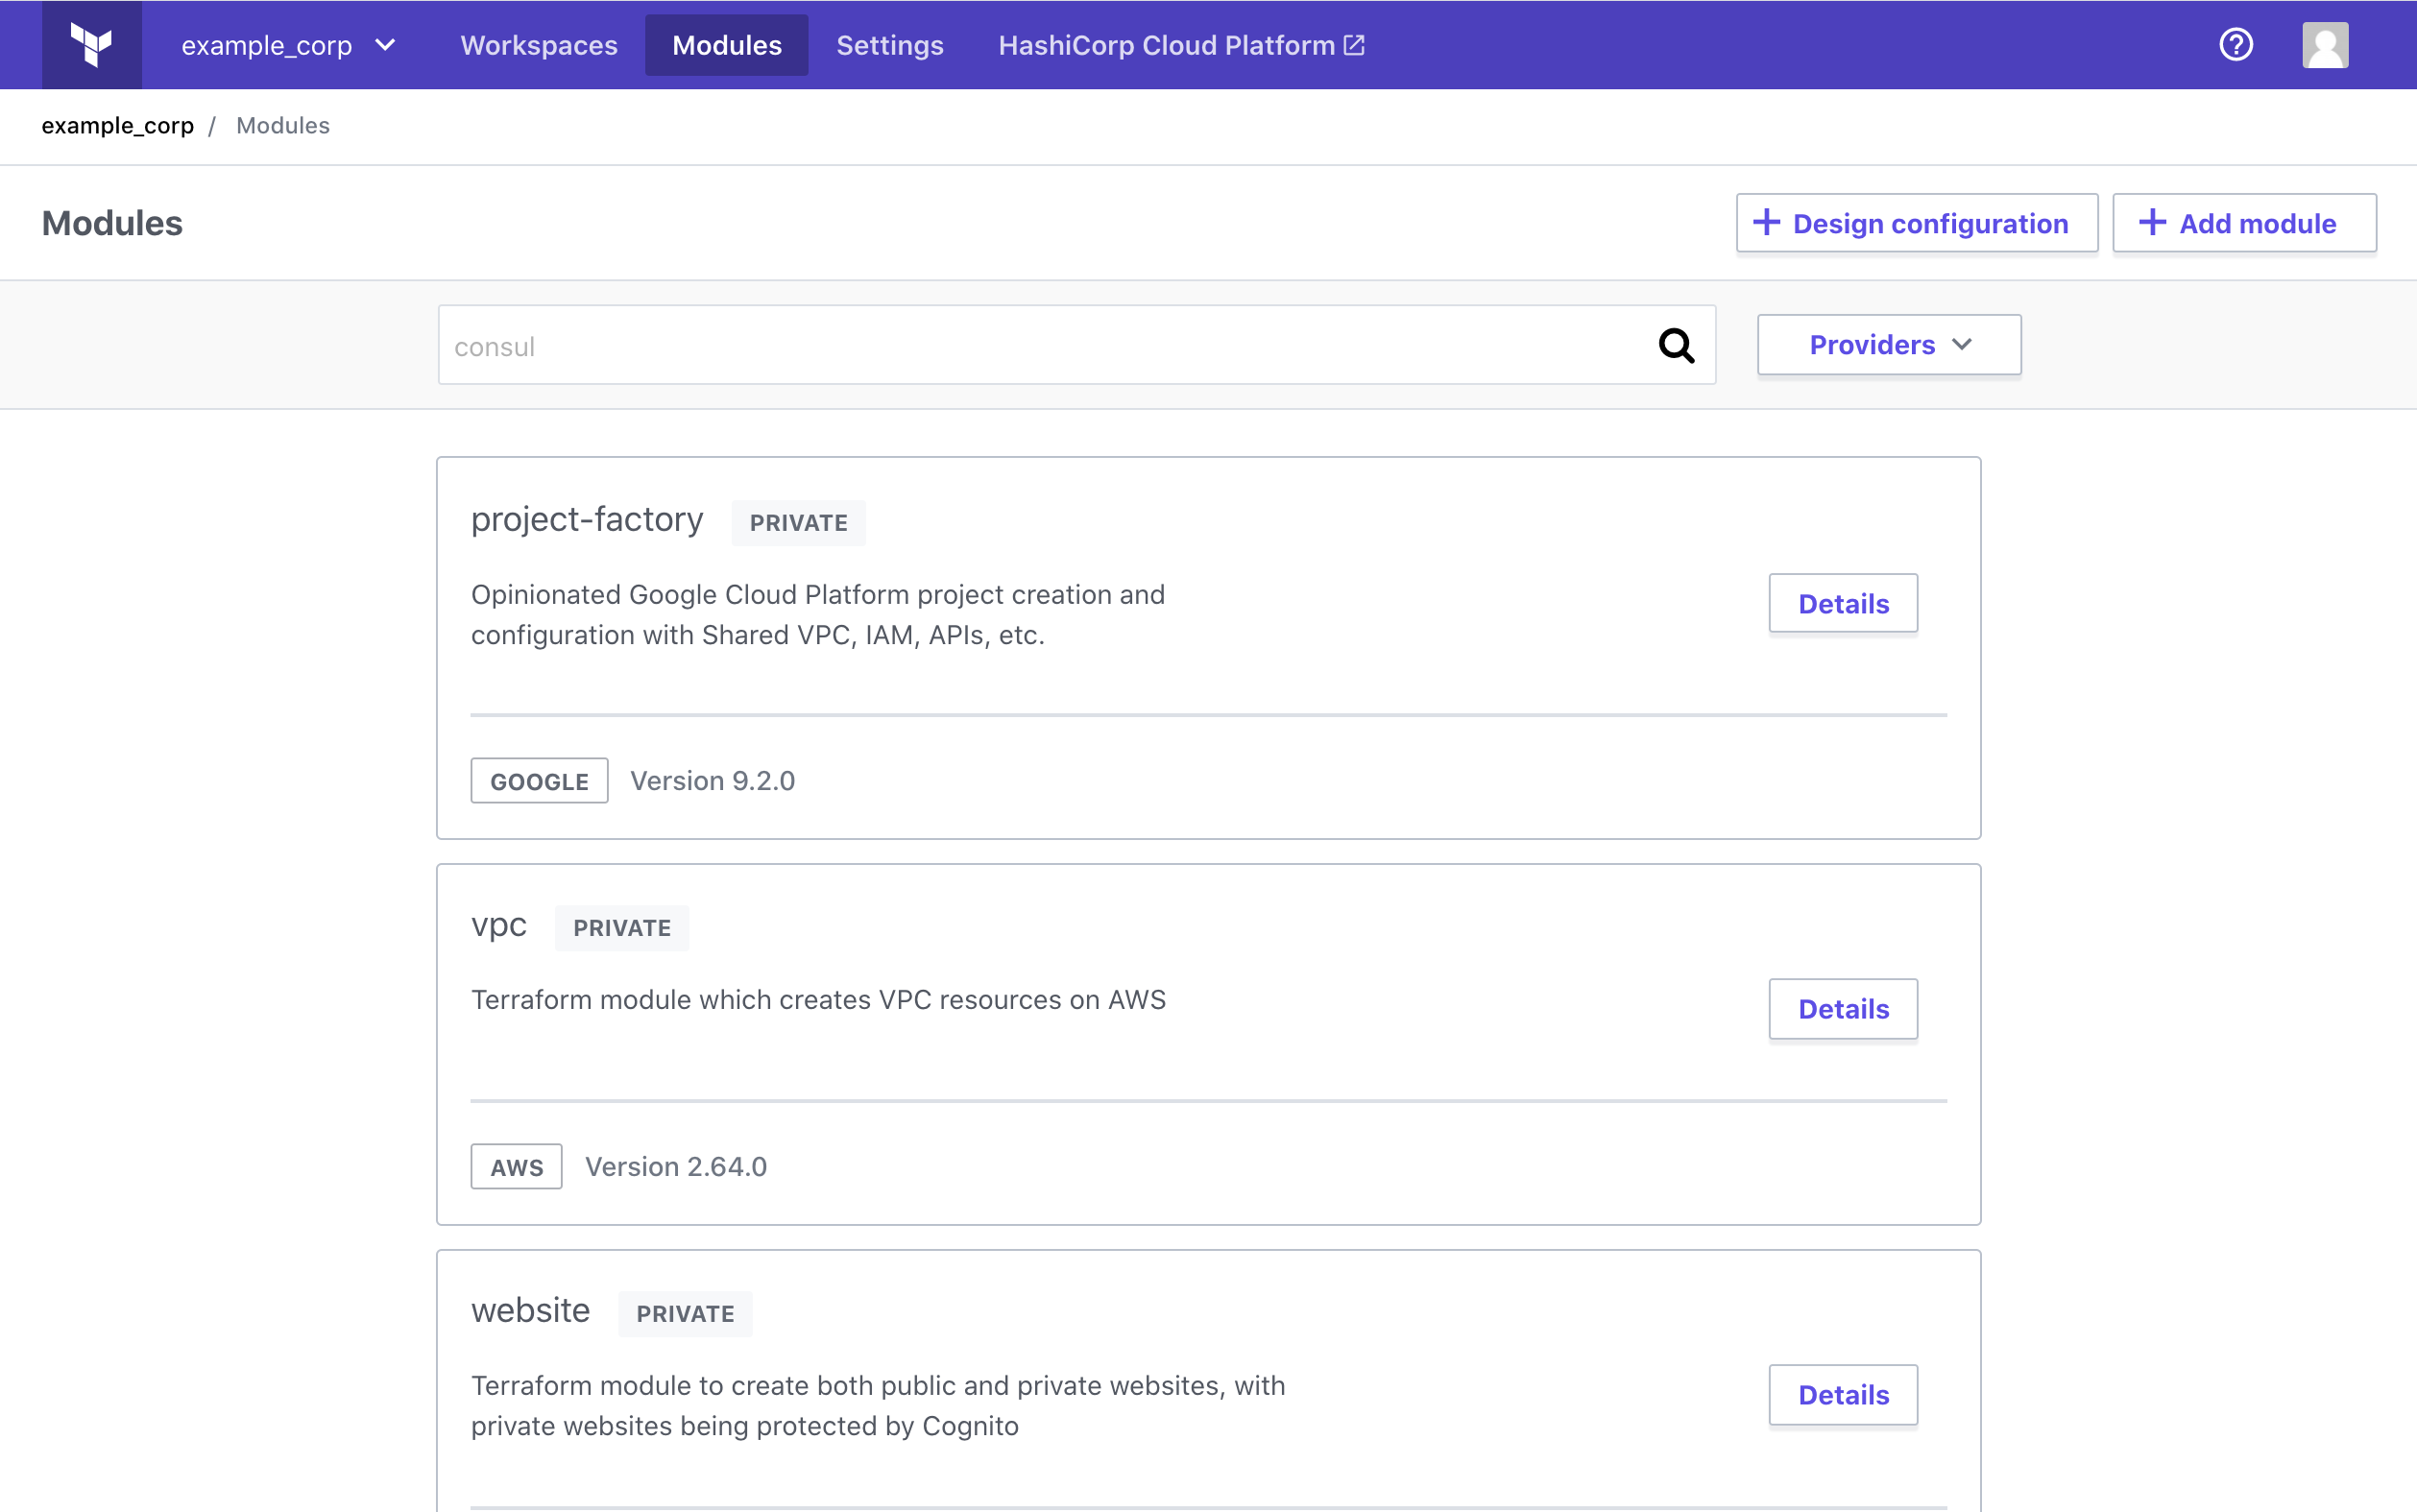 example_corp Workspaces Modules Settings HashiCorp Cloud Platform
example_corp / Modules
Modules
+ Design configuration
+ Add module
consul
Providers
project-factory PRIVATE
Opinionated Google Cloud Platform project creation and
configuration with Shared VPC, IAM, APIs, etc.
Details
GOOGLE Version 9.2.0
vpc PRIVATE
Terraform module which creates VPC resources on AWS
Details
AWS Version 2.64.0
website PRIVATE
Terraform module to create both public and private websites, with
private websites being protected by Cognito
Details